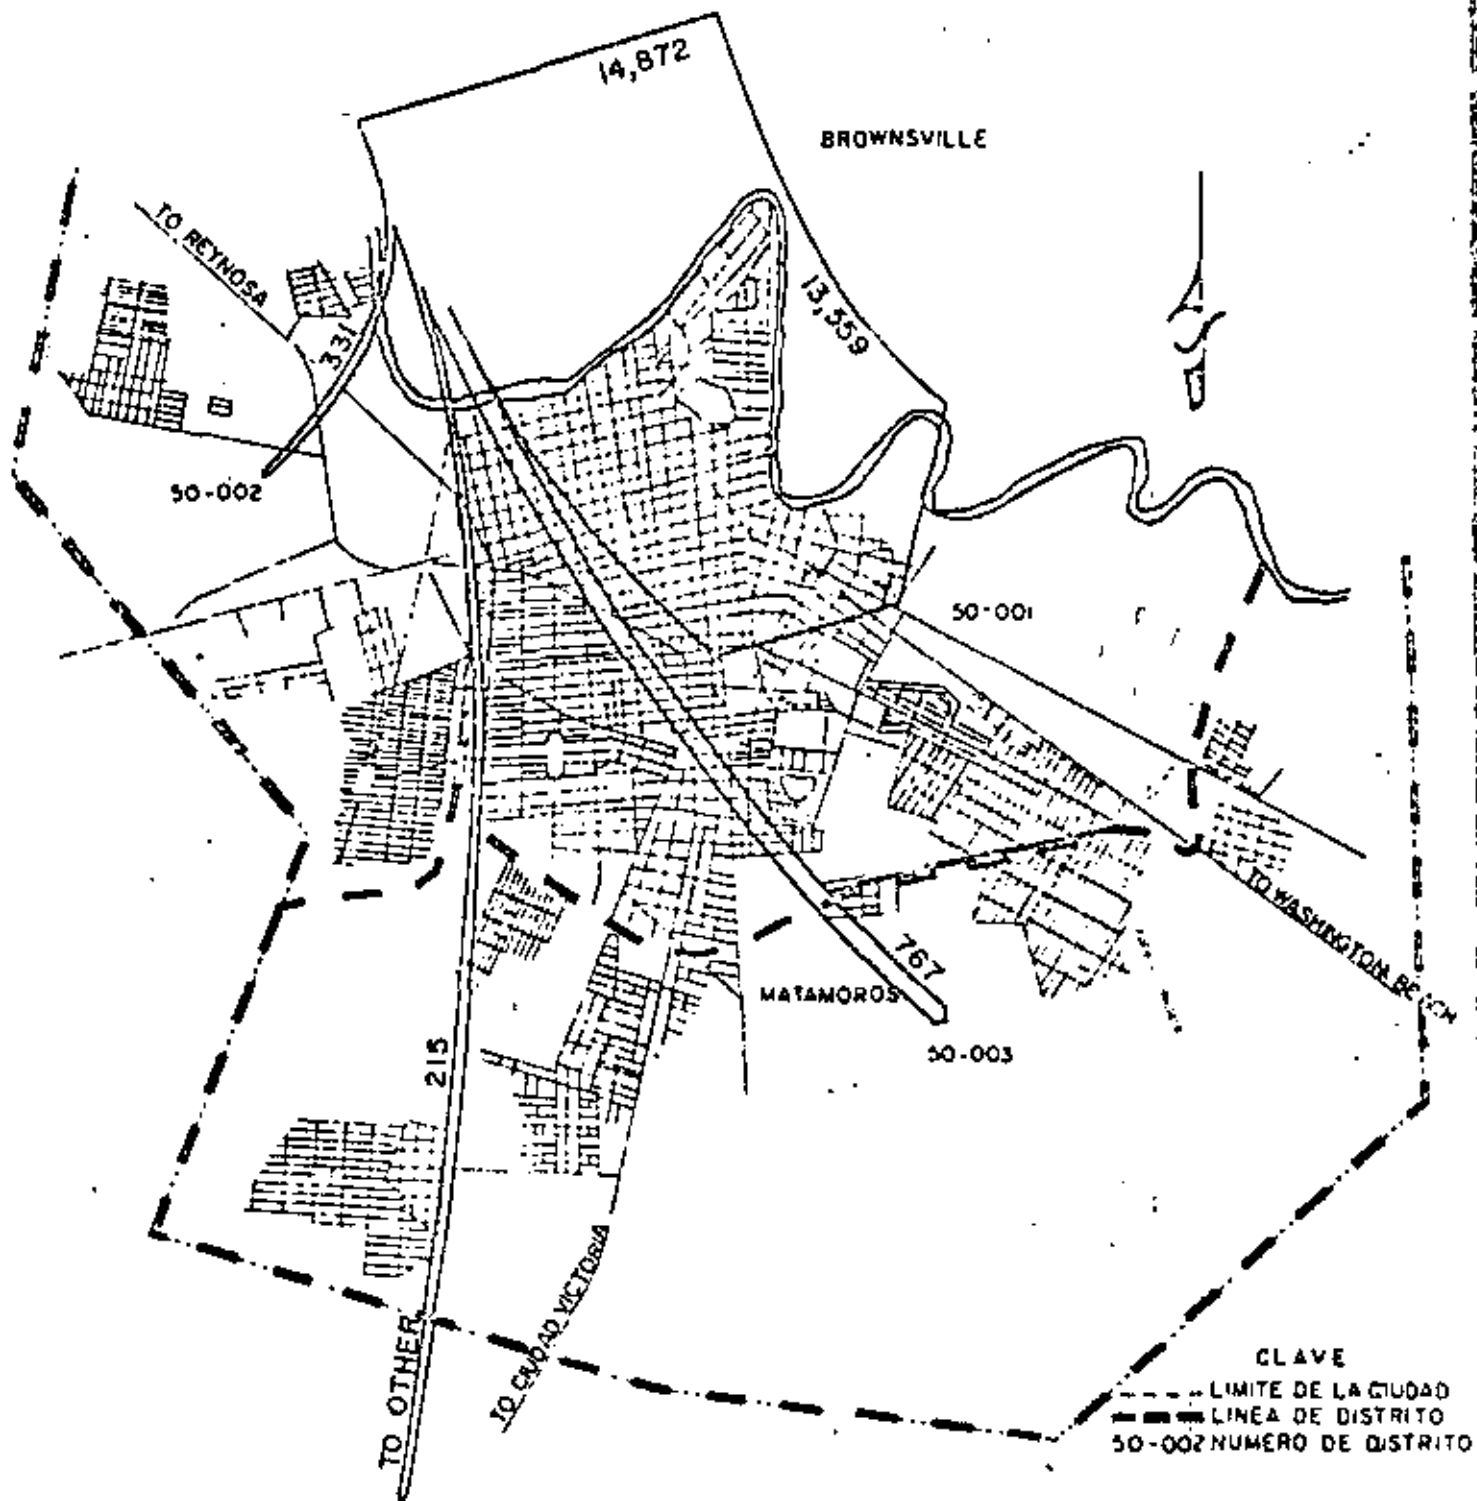 14,872
BROWNSVILLE
TO REYNOSA
13,559
331
50-002
50-001
TO WASHINGTON BEACH
767
MATAMOROS
50-003
215
TO OTHER
TO CIUDAD VICTORIA
CLAVE
LIMITE DE LA CIUDAD
LINEA DE DISTRITO
50-002 NUMERO DE DISTRITO